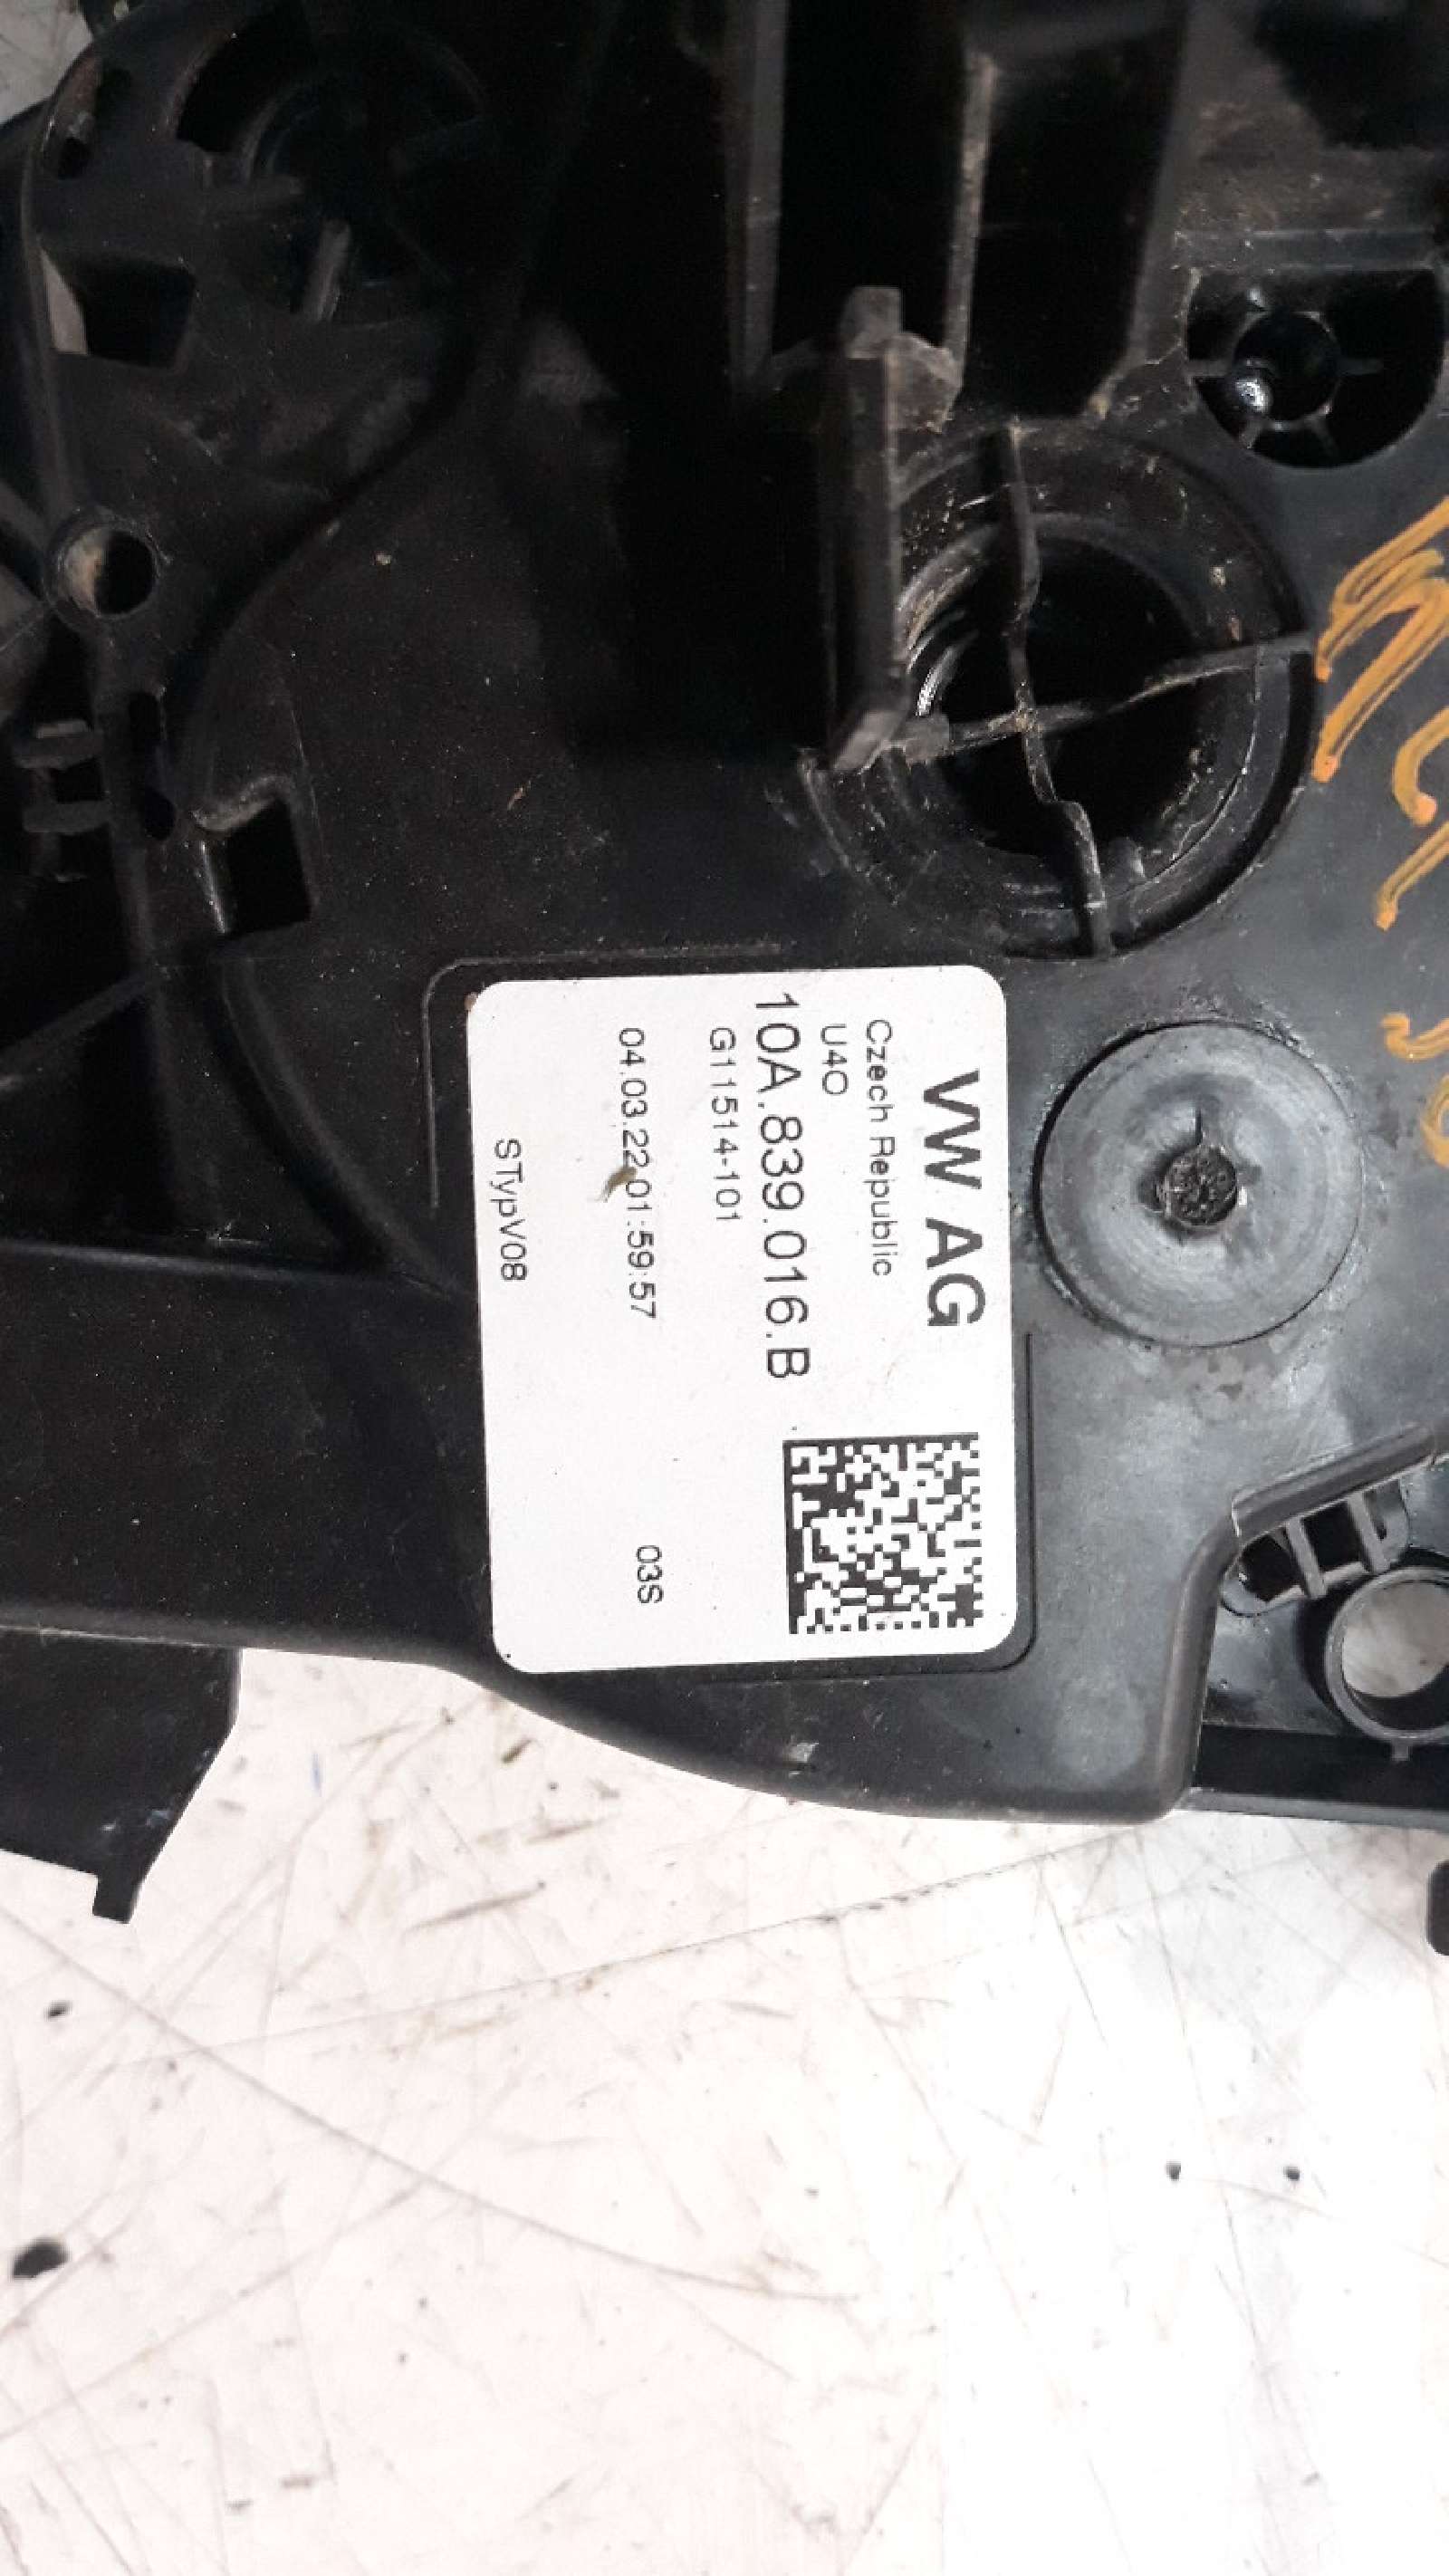 VW AG
Czech Republic
U4O
10A.839.016.B
G11514-101
04.03.22 01:59:57 03S
STypV08